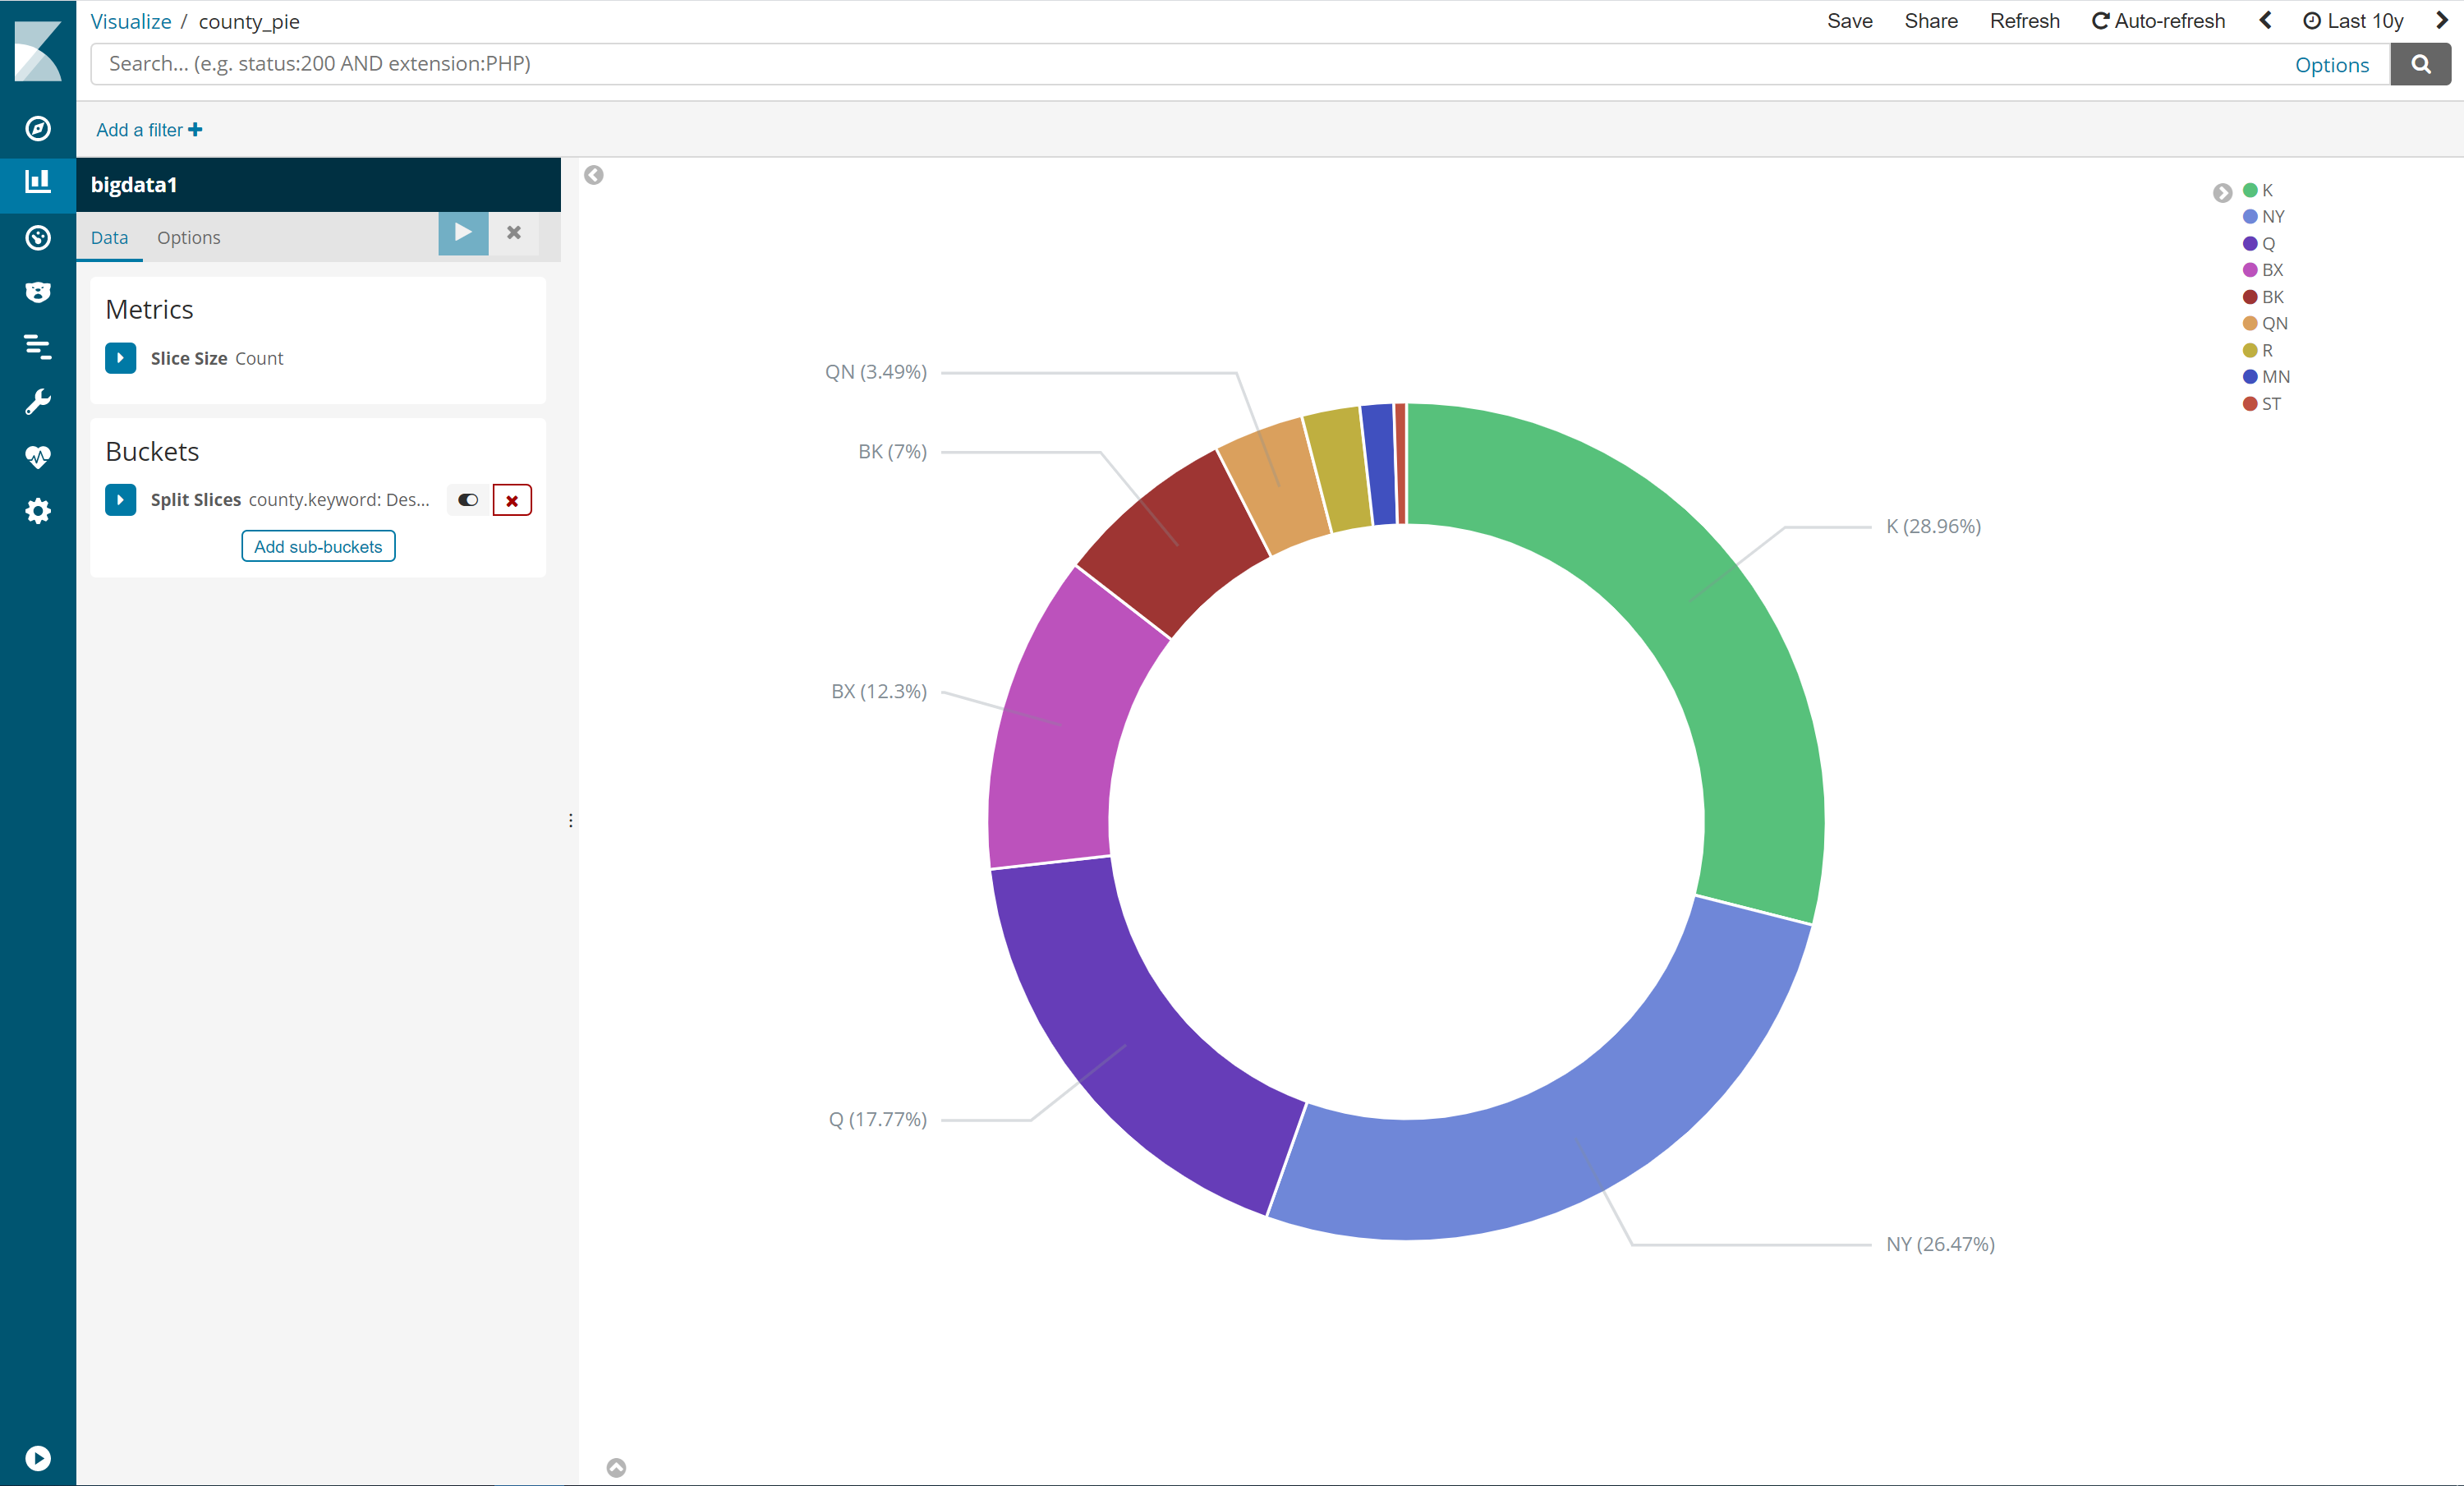 Visualize / county_pie
Save Share Refresh Auto-refresh Last 10y
Search... (e.g. status:200 AND extension:PHP)
Options
Add a filter
bigdata1
Data Options
Metrics
Slice Size Count
Buckets
Split Slices county.keyword: Des...
Add sub-buckets
QN (3.49%)
BK (7%)
K (28.96%)
BX (12.3%)
Q (17.77%)
NY (26.47%)
K
NY
Q
BX
BK
QN
R
MN
ST